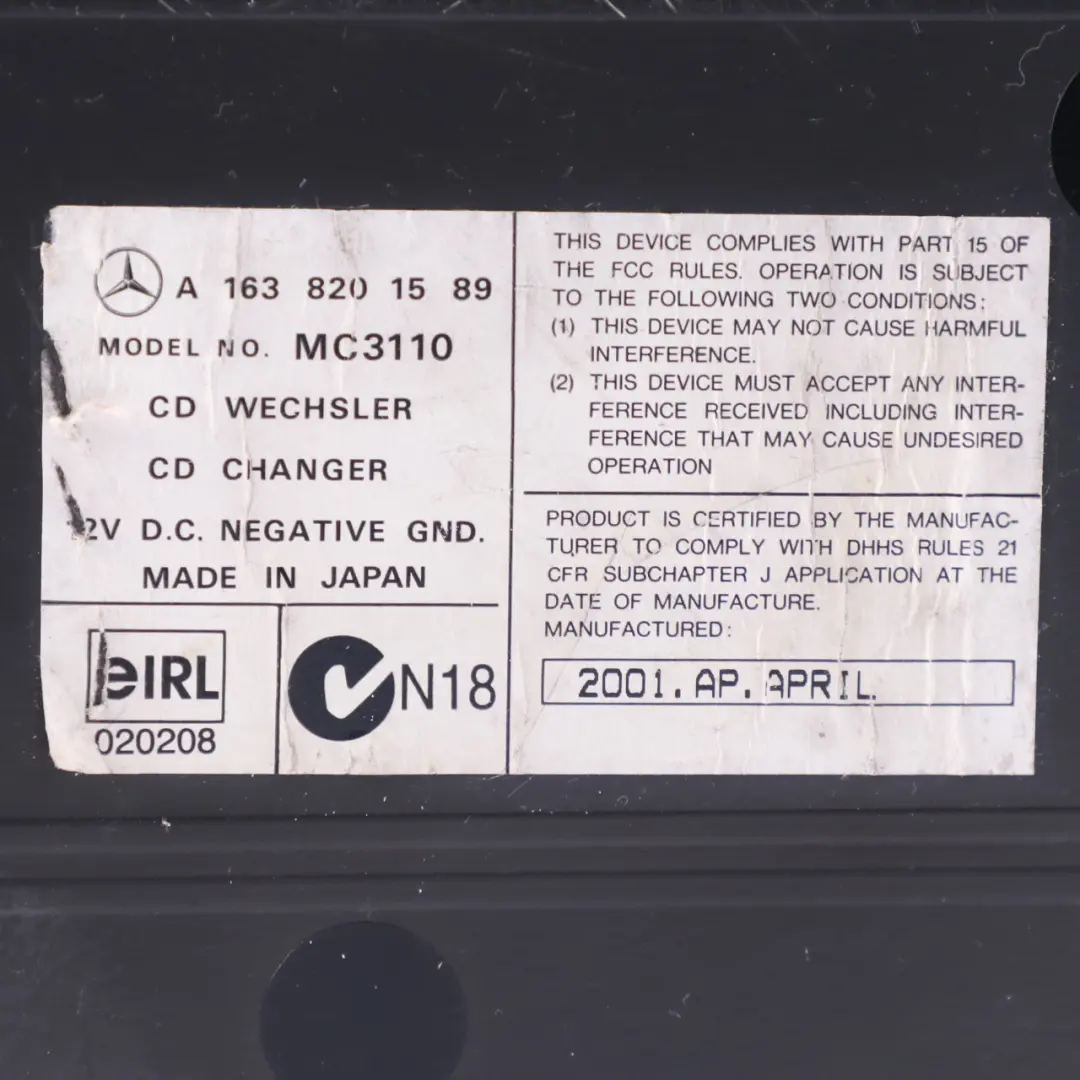 A 163 820 15 89
MODEL NO. MC3110
CD WECHSLER
CD CHANGER
2V D.C. NEGATIVE GND.
MADE IN JAPAN
eIRL
020208
N18
THIS DEVICE COMPLIES WITH PART 15 OF
THE FCC RULES. OPERATION IS SUBJECT
TO THE FOLLOWING TWO CONDITIONS:
(1) THIS DEVICE MAY NOT CAUSE HARMFUL
INTERFERENCE.
(2) THIS DEVICE MUST ACCEPT ANY INTER-
FERENCE RECEIVED INCLUDING INTER-
FERENCE THAT MAY CAUSE UNDESIRED
OPERATION
PRODUCT IS CERTIFIED BY THE MANUFAC-
TURER TO COMPLY WITH DHHS RULES 21
CFR SUBCHAPTER J APPLICATION AT THE
DATE OF MANUFACTURE.
MANUFACTURED:
2001. AP. APRIL.